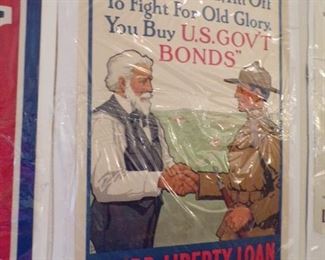 I'm Off
To Fight For Old Glory,
You Buy U.S. GOV'T
BONDS"
LIBERTY LOAN